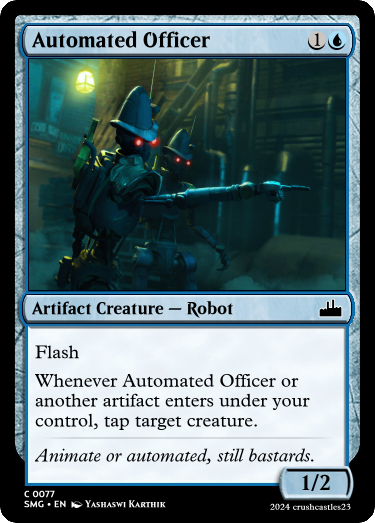 Automated Officer 1
Artifact Creature — Robot
Flash
Whenever Automated Officer or
another artifact enters under your
control, tap target creature.
Animate or automated, still bastards.
1/2
C 0077
SMG • EN Yashaswi Karthik
2024 crushcastles23